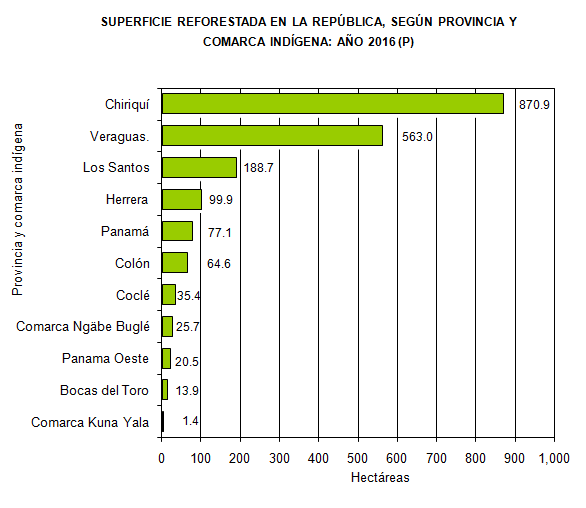 SUPERFICIE REFORESTADA EN LA REPÚBLICA, SEGÚN PROVINCIA Y
COMARCA INDÍGENA: AÑO 2016 (P)
Provincia y comarca indígena
Chiriquí 870.9
Veraguas. 563.0
Los Santos 188.7
Herrera 99.9
Panamá 77.1
Colón 64.6
Coclé 35.4
Comarca Ngäbe Buglé 25.7
Panama Oeste 20.5
Bocas del Toro 13.9
Comarca Kuna Yala 1.4
0 100 200 300 400 500 600 700 800 900 1,000
Hectáreas